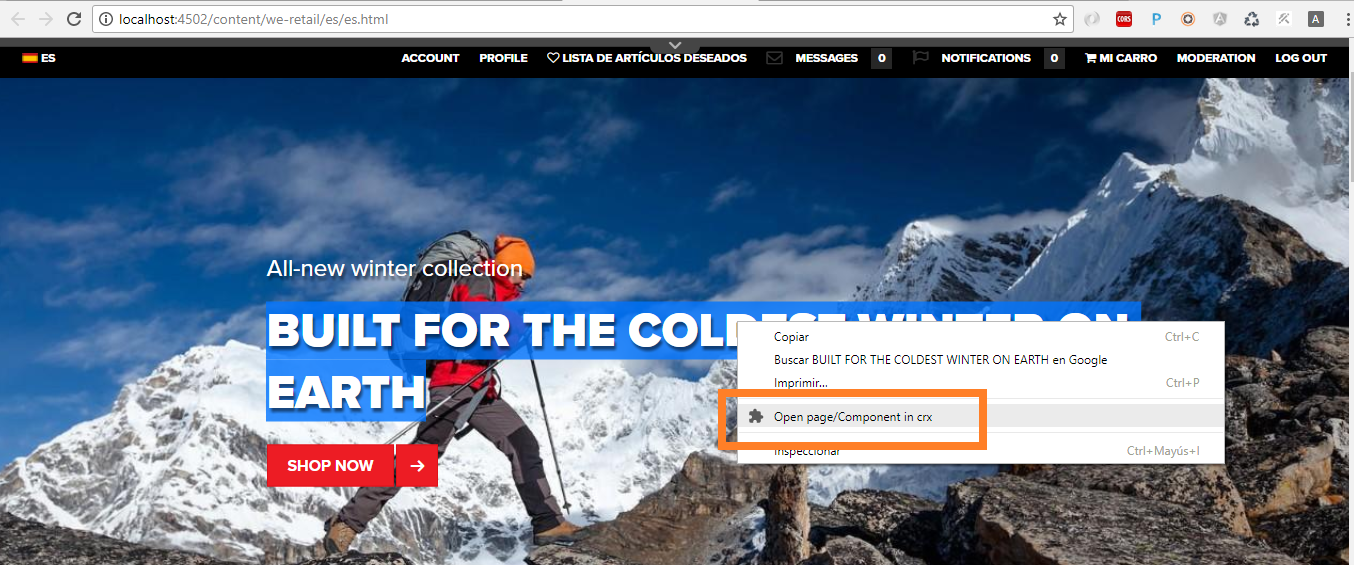 localhost:4502/content/we-retail/es/es.html
CORS
P
A
A
ES
ACCOUNT
PROFILE
LISTA DE ARTÍCULOS DESEADOS
MESSAGES
0
NOTIFICATIONS
0
MI CARRO
MODERATION
LOG OUT
All-new winter collection
BUILT FOR THE COLDEST WINTER ON
EARTH
Copiar Ctrl+C
Buscar BUILT FOR THE COLDEST WINTER ON EARTH en Google
Imprimir... Ctrl+P
Open page/Component in crx
Inspeccionar Ctrl+Mayús+I
SHOP NOW